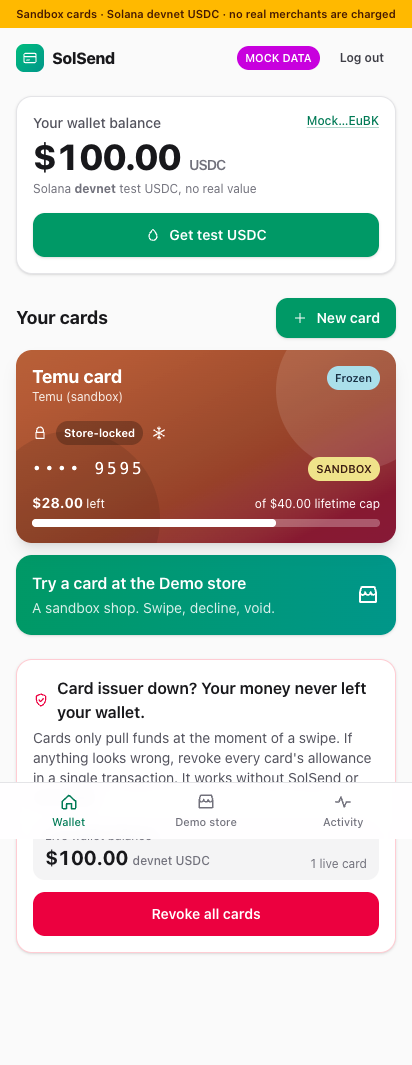 Sandbox cards · Solana devnet USDC · no real merchants are charged
SolSend
MOCK DATA
Log out
Your wallet balance
Mock…EuBK
$100.00 USDC
Solana devnet test USDC, no real value
Get test USDC
Your cards
New card
Temu card
Frozen
Temu (sandbox)
Store-locked
•••• 9595
SANDBOX
$28.00 left
of $40.00 lifetime cap
Try a card at the Demo store
A sandbox shop. Swipe, decline, void.
Card issuer down? Your money never left
your wallet.
Cards only pull funds at the moment of a swipe. If
anything looks wrong, revoke every card's allowance
in a single transaction. It works without SolSend or
Wallet
Demo store
Activity
$100.00 devnet USDC
1 live card
Revoke all cards